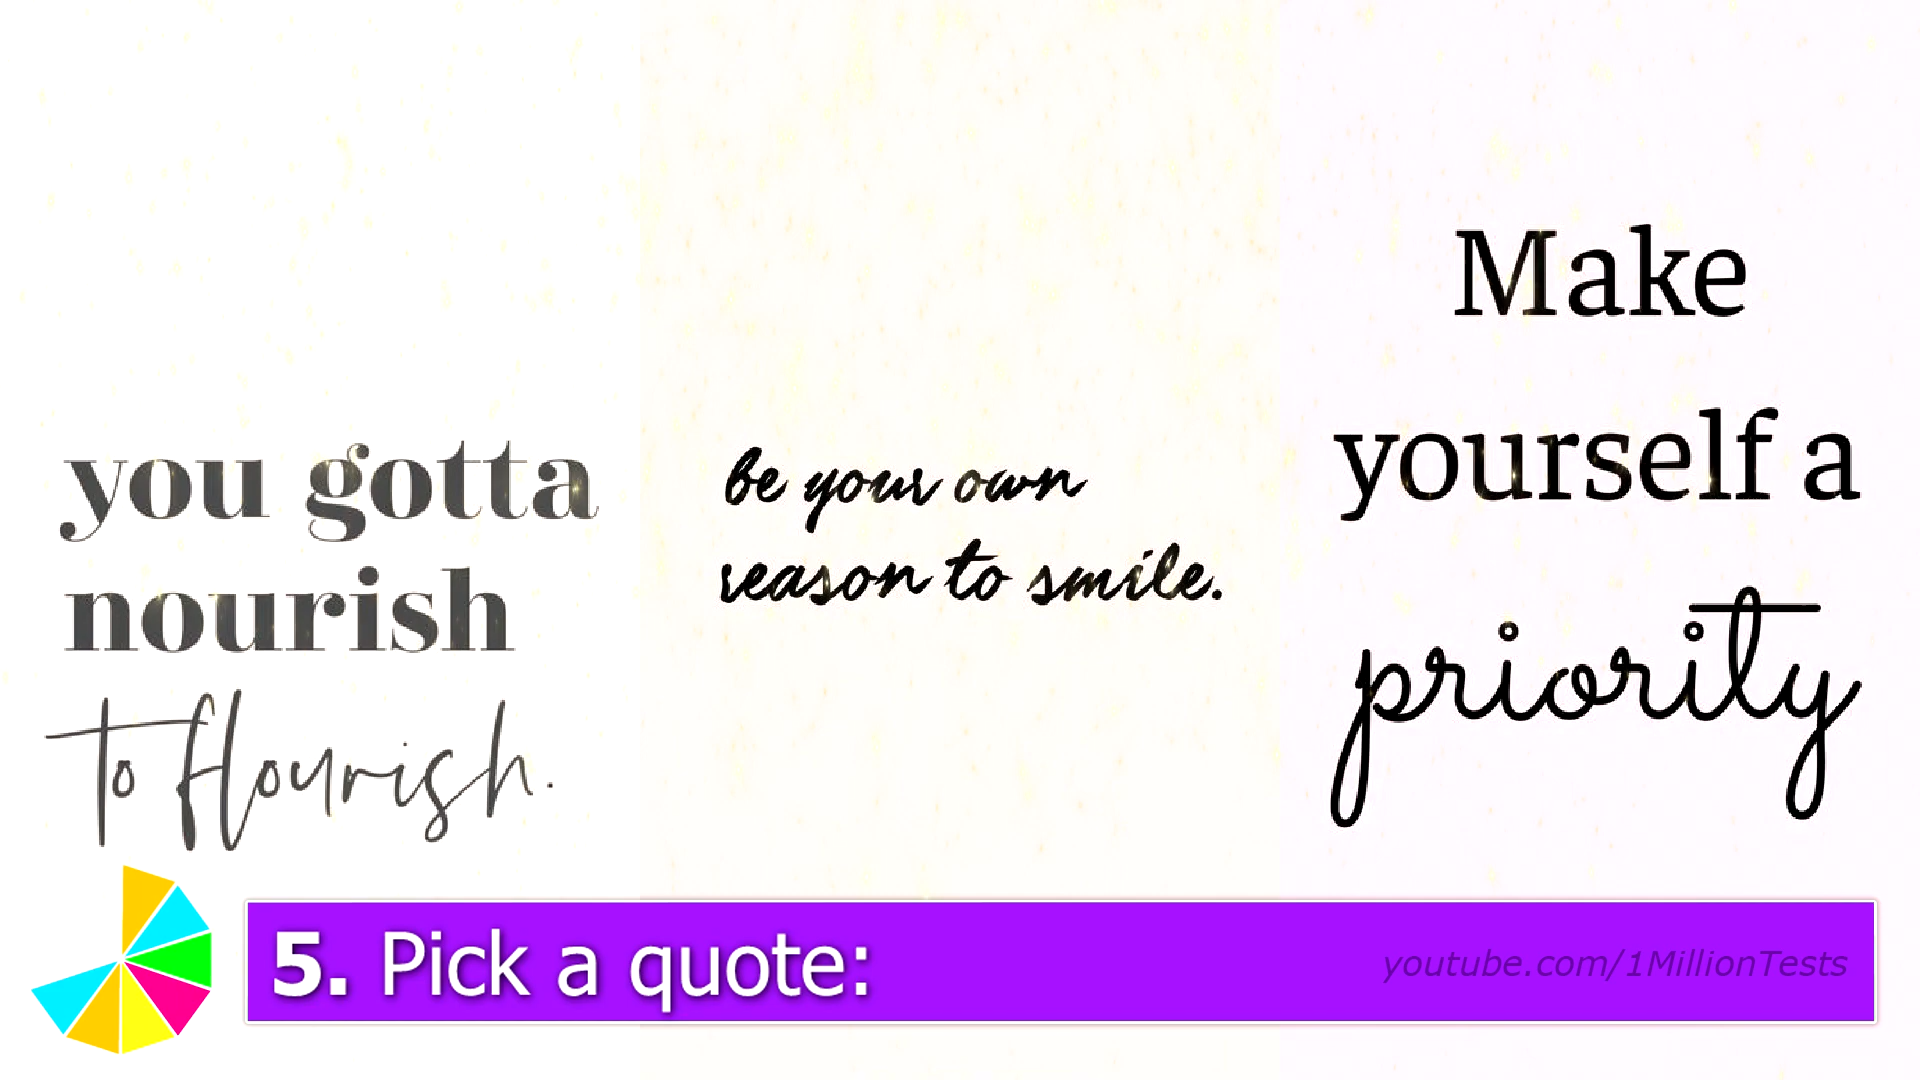 you gotta
nourish
to flourish.
be your own
reason to smile.
Make
yourself a
priority
5. Pick a quote:
youtube.com/1MillionTests